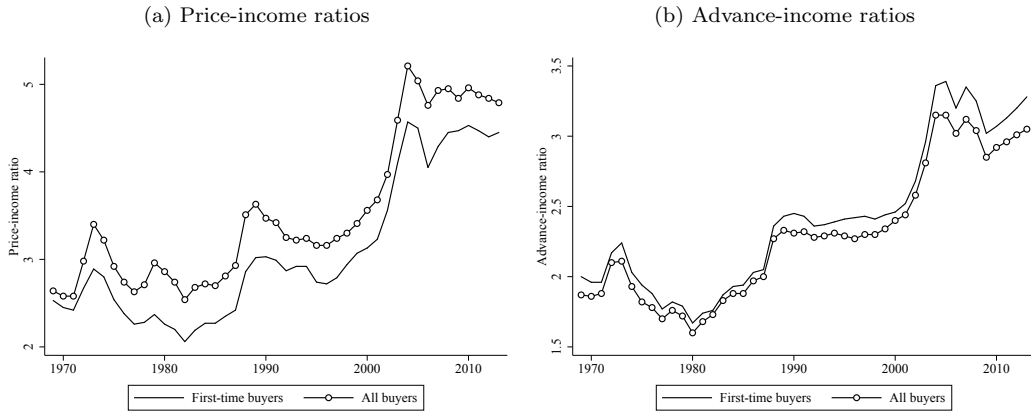 (a) Price-income ratios
Price-income ratio
5
4
3
2
1970 1980 1990 2000 2010
First-time buyers All buyers
(b) Advance-income ratios
Advance-income ratio
3.5
3
2.5
2
1.5
1970 1980 1990 2000 2010
First-time buyers All buyers